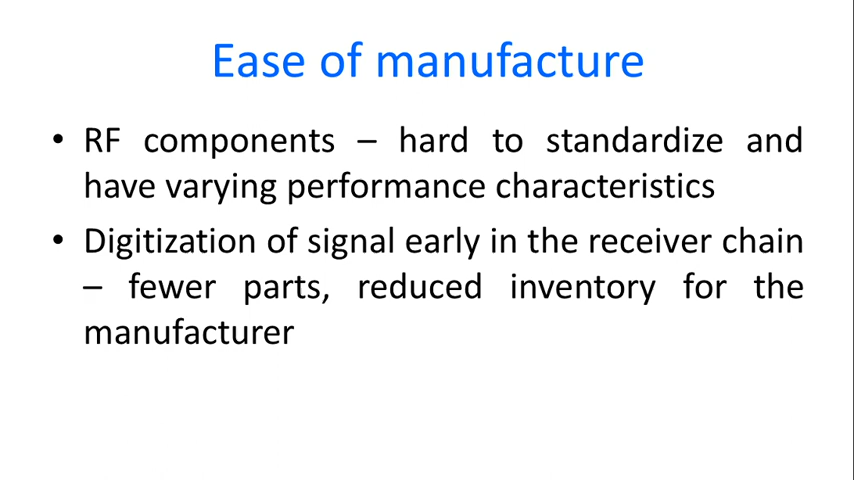 Ease of manufacture
• RF components – hard to standardize and
have varying performance characteristics
• Digitization of signal early in the receiver chain
– fewer parts, reduced inventory for the
manufacturer